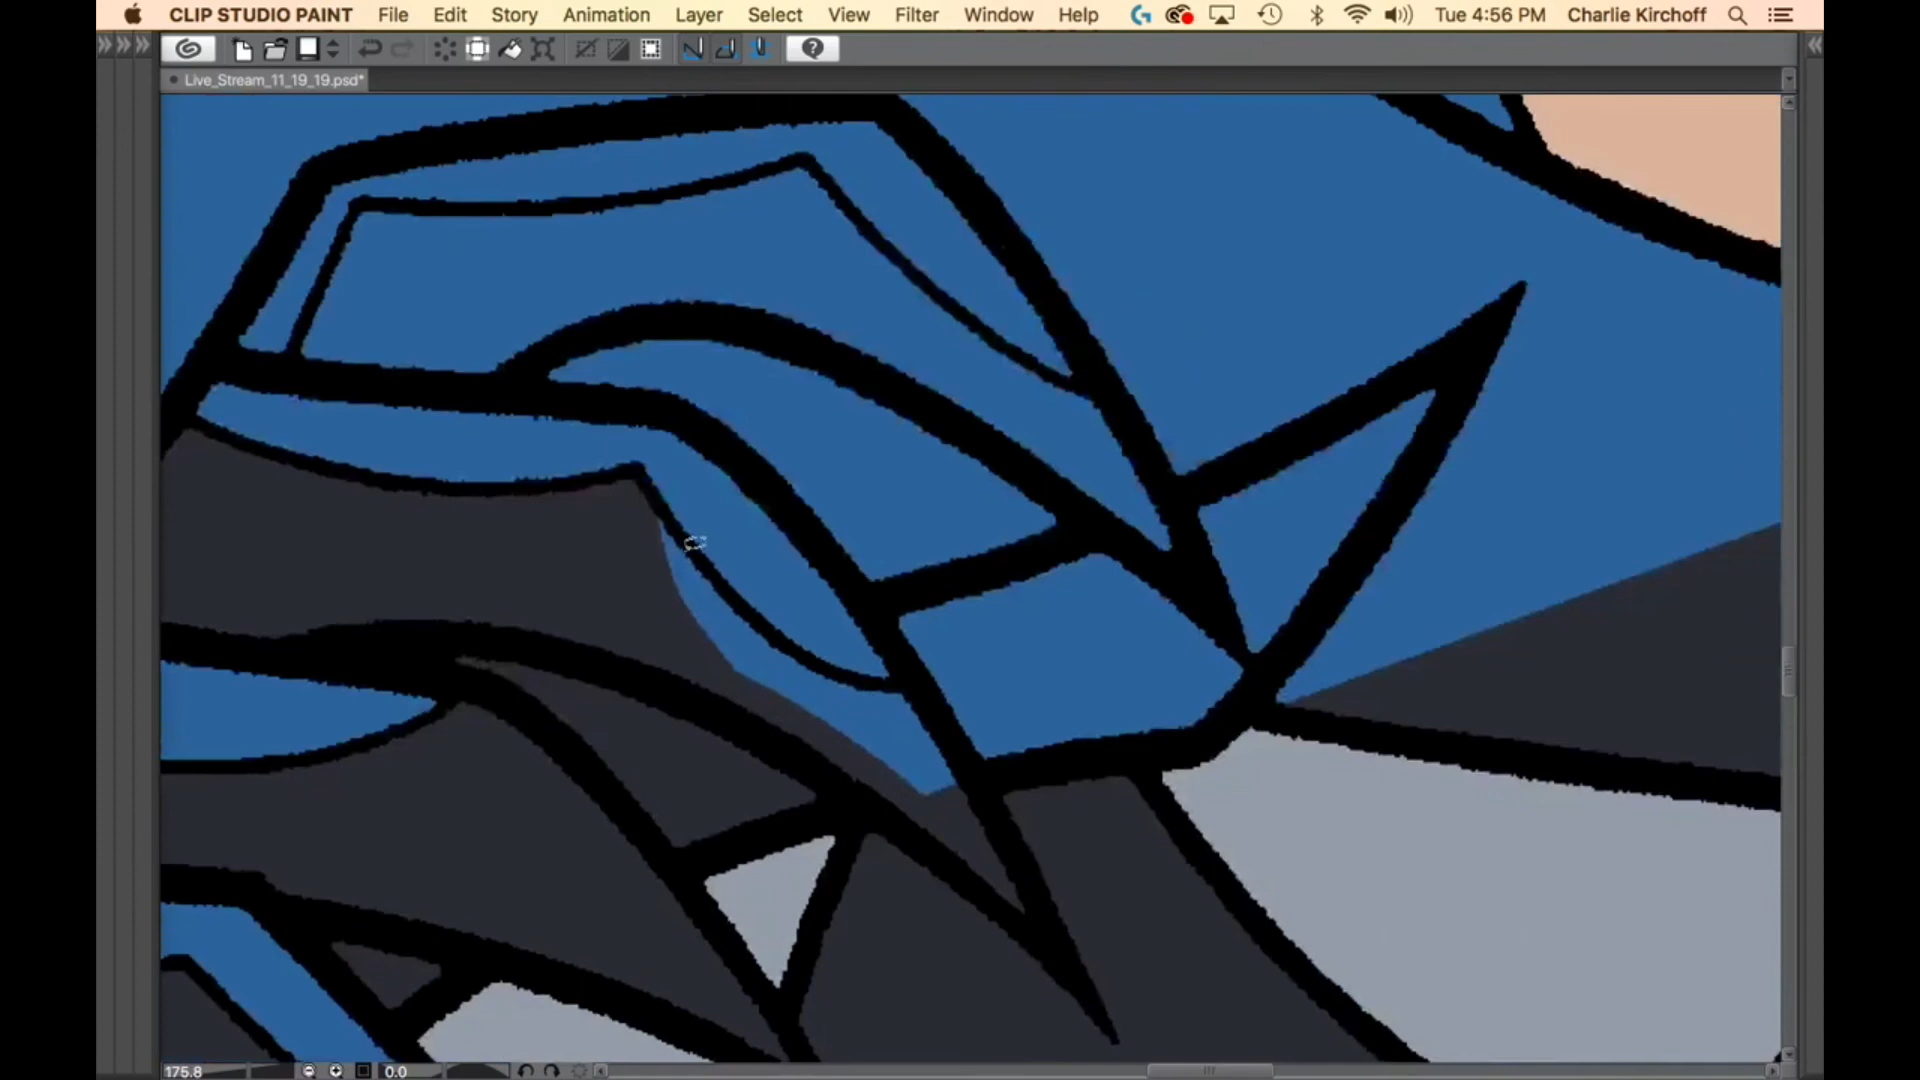 CLIP STUDIO PAINT File Edit Story Animation Layer Select View Filter Window Help Tue 4:56 PM Charlie Kirchoff
Live_Stream_11_19_19.psd*
175.8 0.0